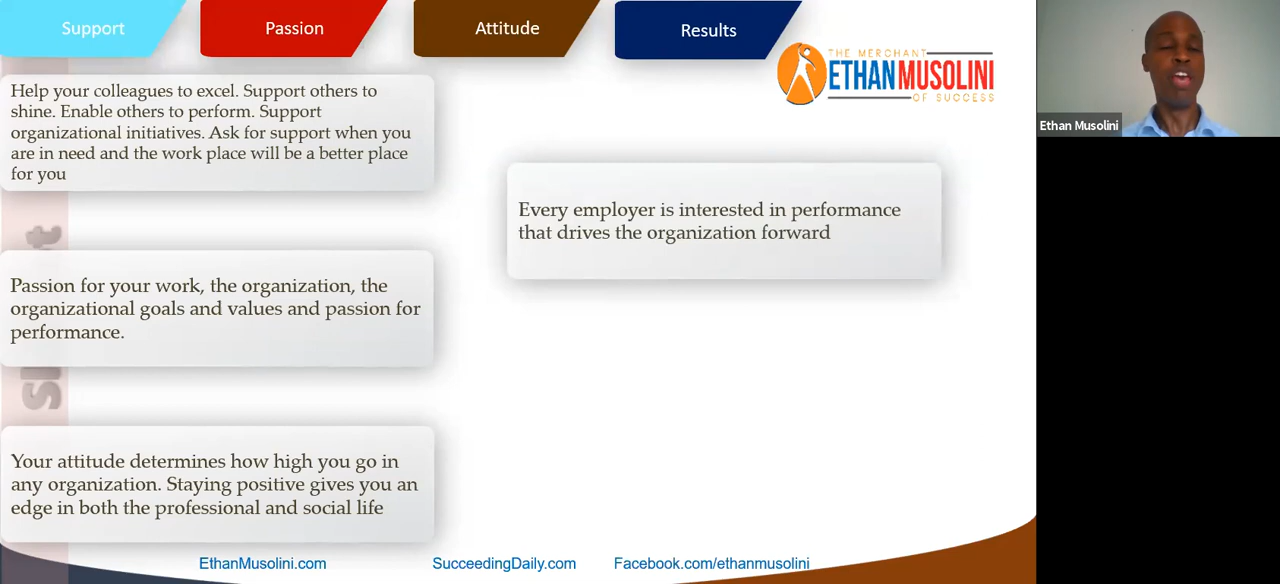 Support
Passion
Attitude
Results
THE MERCHANT
ETHANMUSOLINI
OF SUCCESS
Ethan Musolini
Help your colleagues to excel. Support others to
shine. Enable others to perform. Support
organizational initiatives. Ask for support when you
are in need and the work place will be a better place
for you
Passion for your work, the organization, the
organizational goals and values and passion for
performance.
Your attitude determines how high you go in
any organization. Staying positive gives you an
edge in both the professional and social life
Every employer is interested in performance
that drives the organization forward
EthanMusolini.com
SucceedingDaily.com
Facebook.com/ethanmusolini